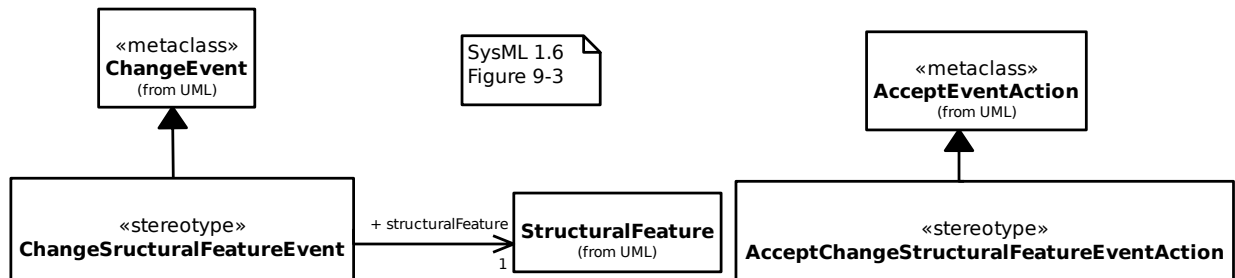 «metaclass»
ChangeEvent
(from UML)
SysML 1.6
Figure 9-3
«metaclass»
AcceptEventAction
(from UML)
«stereotype»
ChangeSructuralFeatureEvent
+ structuralFeature
1
StructuralFeature
(from UML)
«stereotype»
AcceptChangeStructuralFeatureEventAction